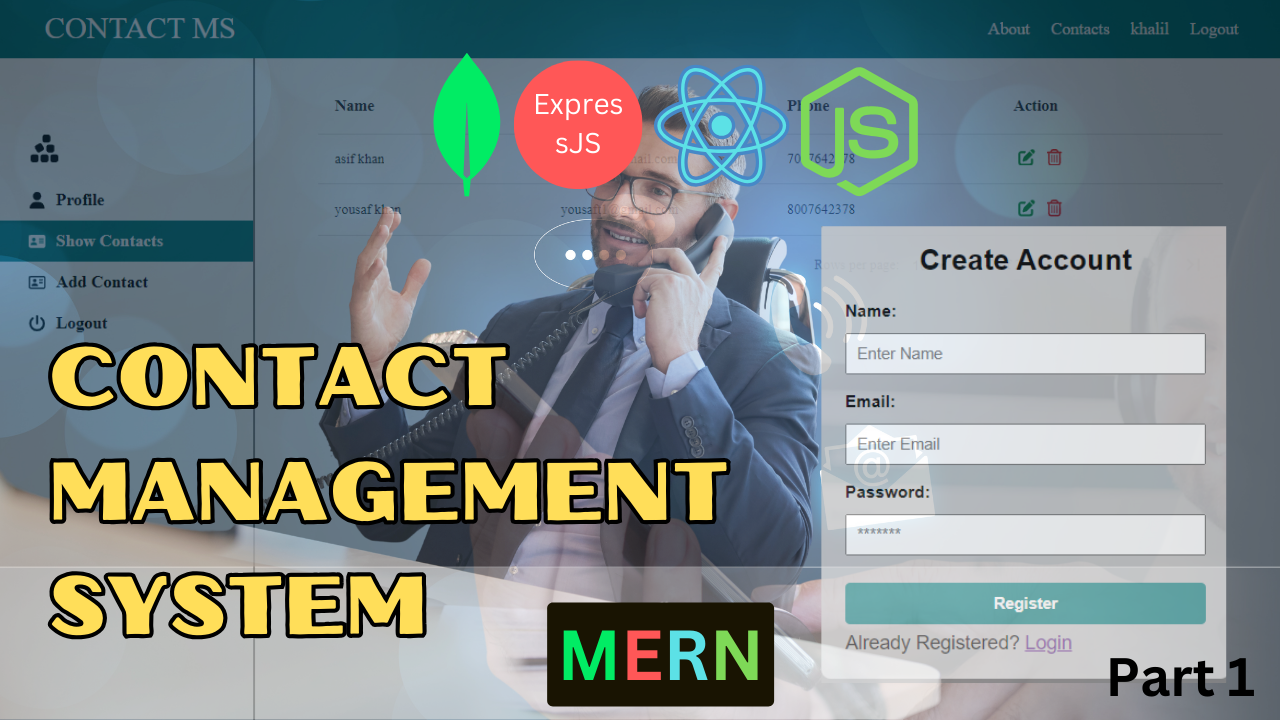 CONTACT MS
About Contacts khalil Logout
Name Phone Action
Expres
sJS
JS
asif khan
yousaf khan 8007642378
Profile
Show Contacts
Add Contact
Logout
Create Account
Name:
Enter Name
Email:
Enter Email
@
Password:
*******
Register
Already Registered? Login
CONTACT
MANAGEMENT
SYSTEM
MERN
Part 1